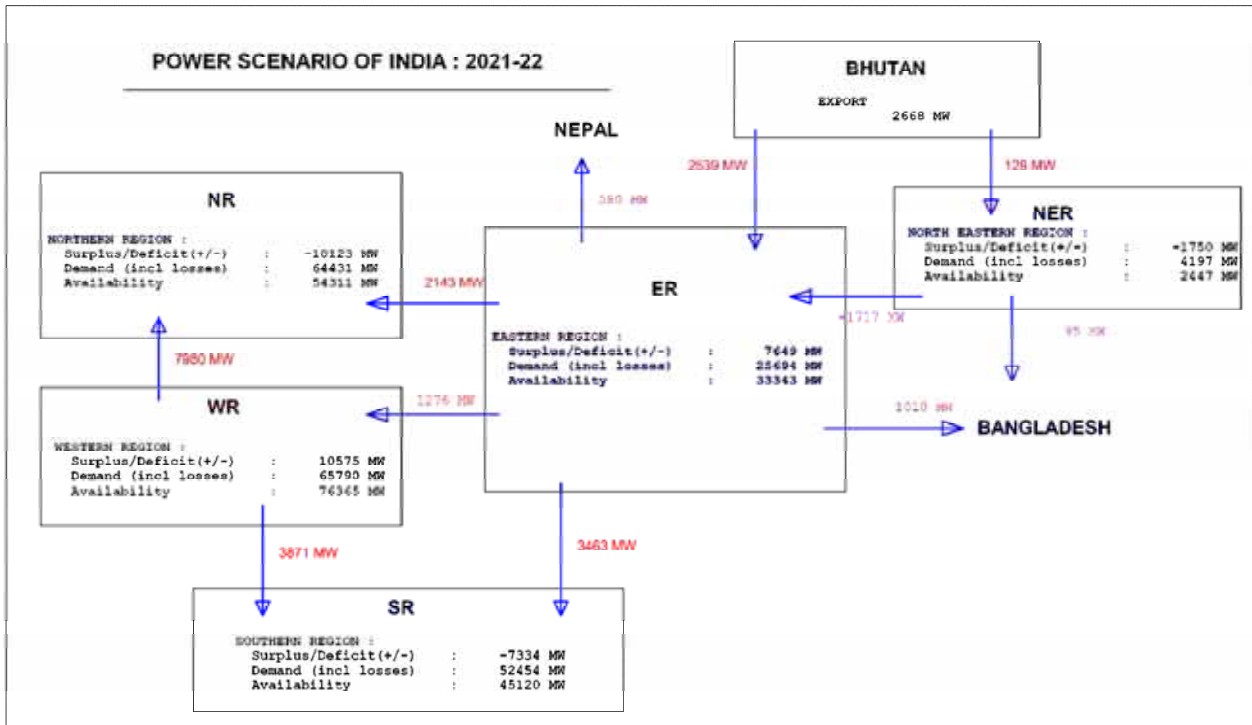 POWER SCENARIO OF INDIA : 2021-22
BHUTAN
EXPORT
2668 MW
NEPAL
2539 MW
128 MW
380 MW
NR
NORTHERN REGION :
Surplus/Deficit(+/-) : -10123 MW
Demand (incl losses) : 64431 MW
Availability : 54311 MW
NER
NORTH EASTERN REGION :
Surplus/Deficit(+/-) : -1750 MW
Demand (incl losses) : 4197 MW
Availability : 2447 MW
2143 MW
ER
-1717 MW
95 MW
EASTERN REGION :
Surplus/Deficit(+/-) : 7649 MW
Demand (incl losses) : 25694 MW
Availability : 33343 MW
7980 MW
WR
1276 MW
1010 MW
BANGLADESH
WESTERN REGION :
Surplus/Deficit(+/-) : 10575 MW
Demand (incl losses) : 65790 MW
Availability : 76365 MW
3871 MW
3463 MW
SR
SOUTHERN REGION :
Surplus/Deficit(+/-) : -7334 MW
Demand (incl losses) : 52454 MW
Availability : 45120 MW